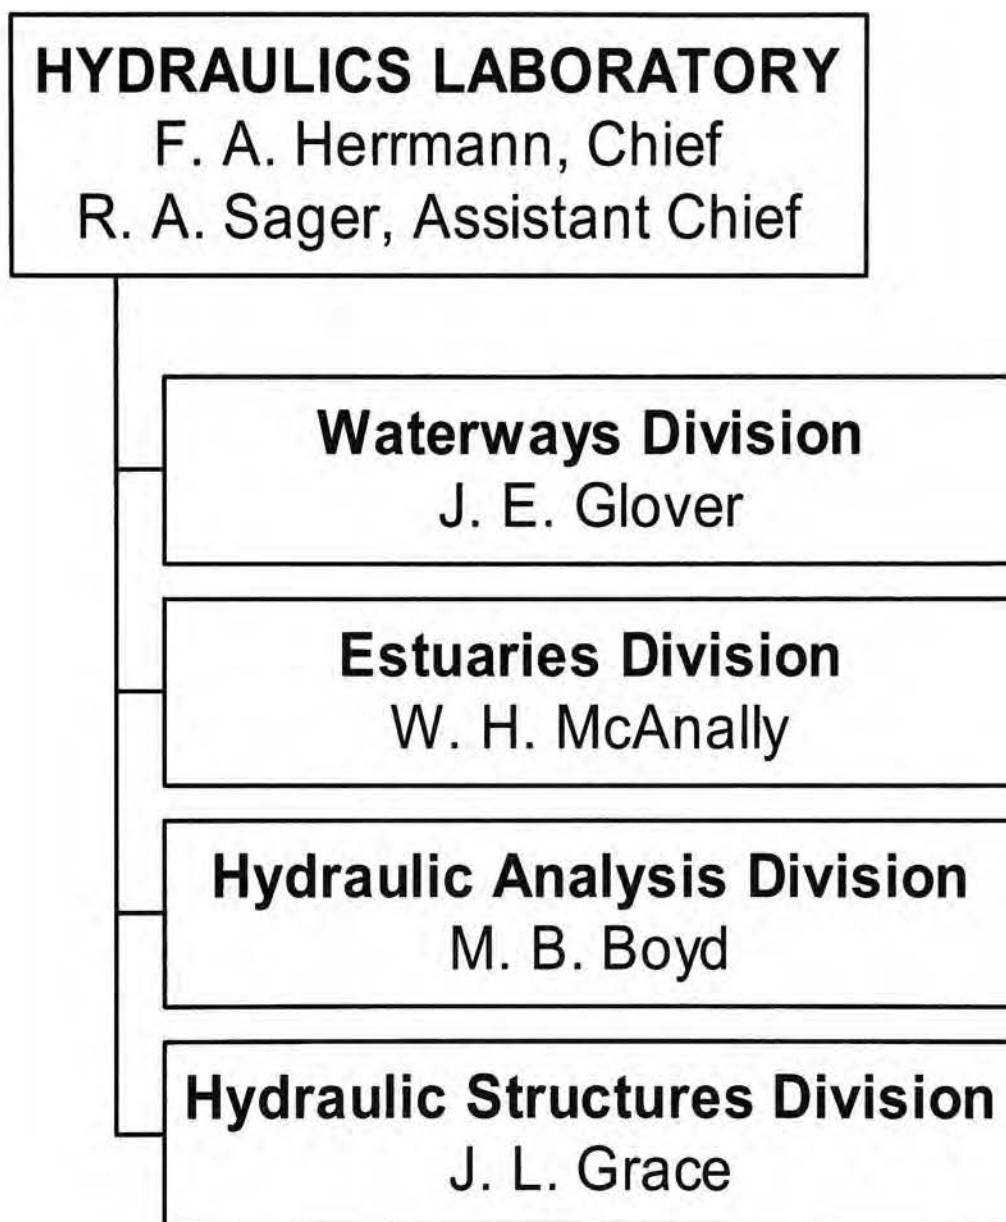 HYDRAULICS LABORATORY
F. A. Herrmann, Chief
R. A. Sager, Assistant Chief
Waterways Division
J. E. Glover
Estuaries Division
W. H. McAnally
Hydraulic Analysis Division
M. B. Boyd
Hydraulic Structures Division
J. L. Grace